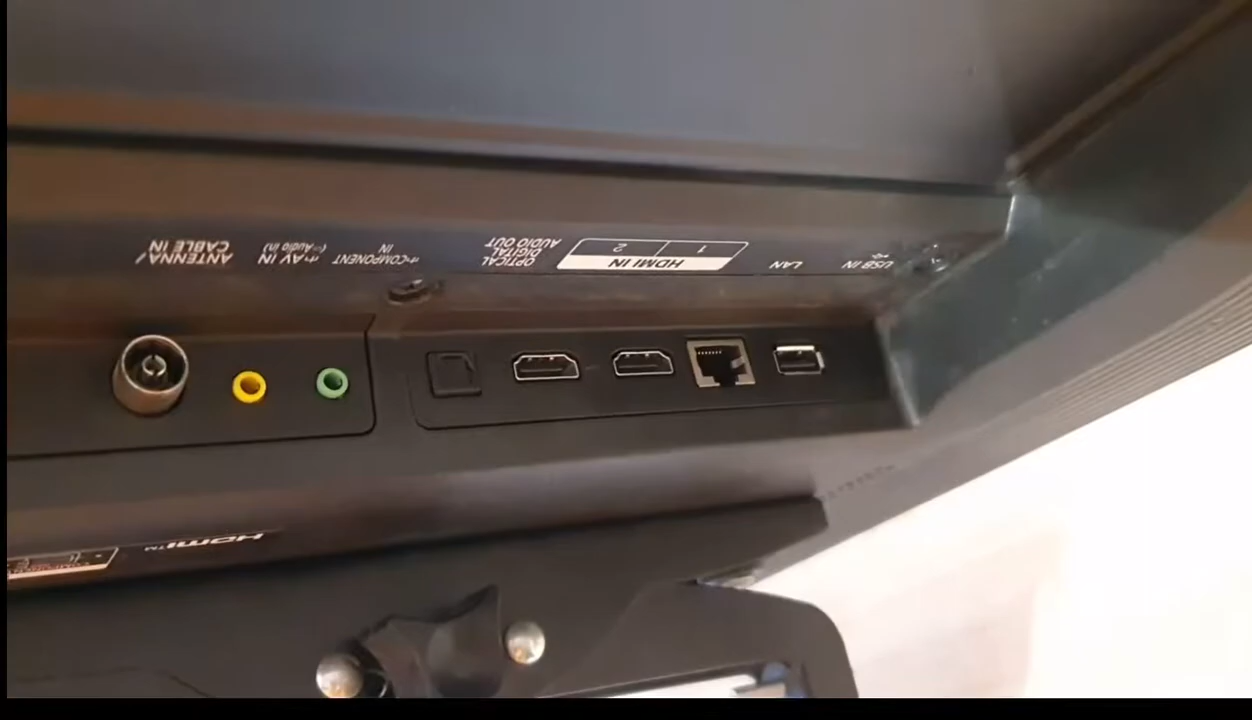 USB IN
LAN
HDMI IN
1
2
OPTICAL
DIGITAL
AUDIO OUT
COMPONENT
IN
AV IN
(Audio in)
ANTENNA/
CABLE IN
HDMI™